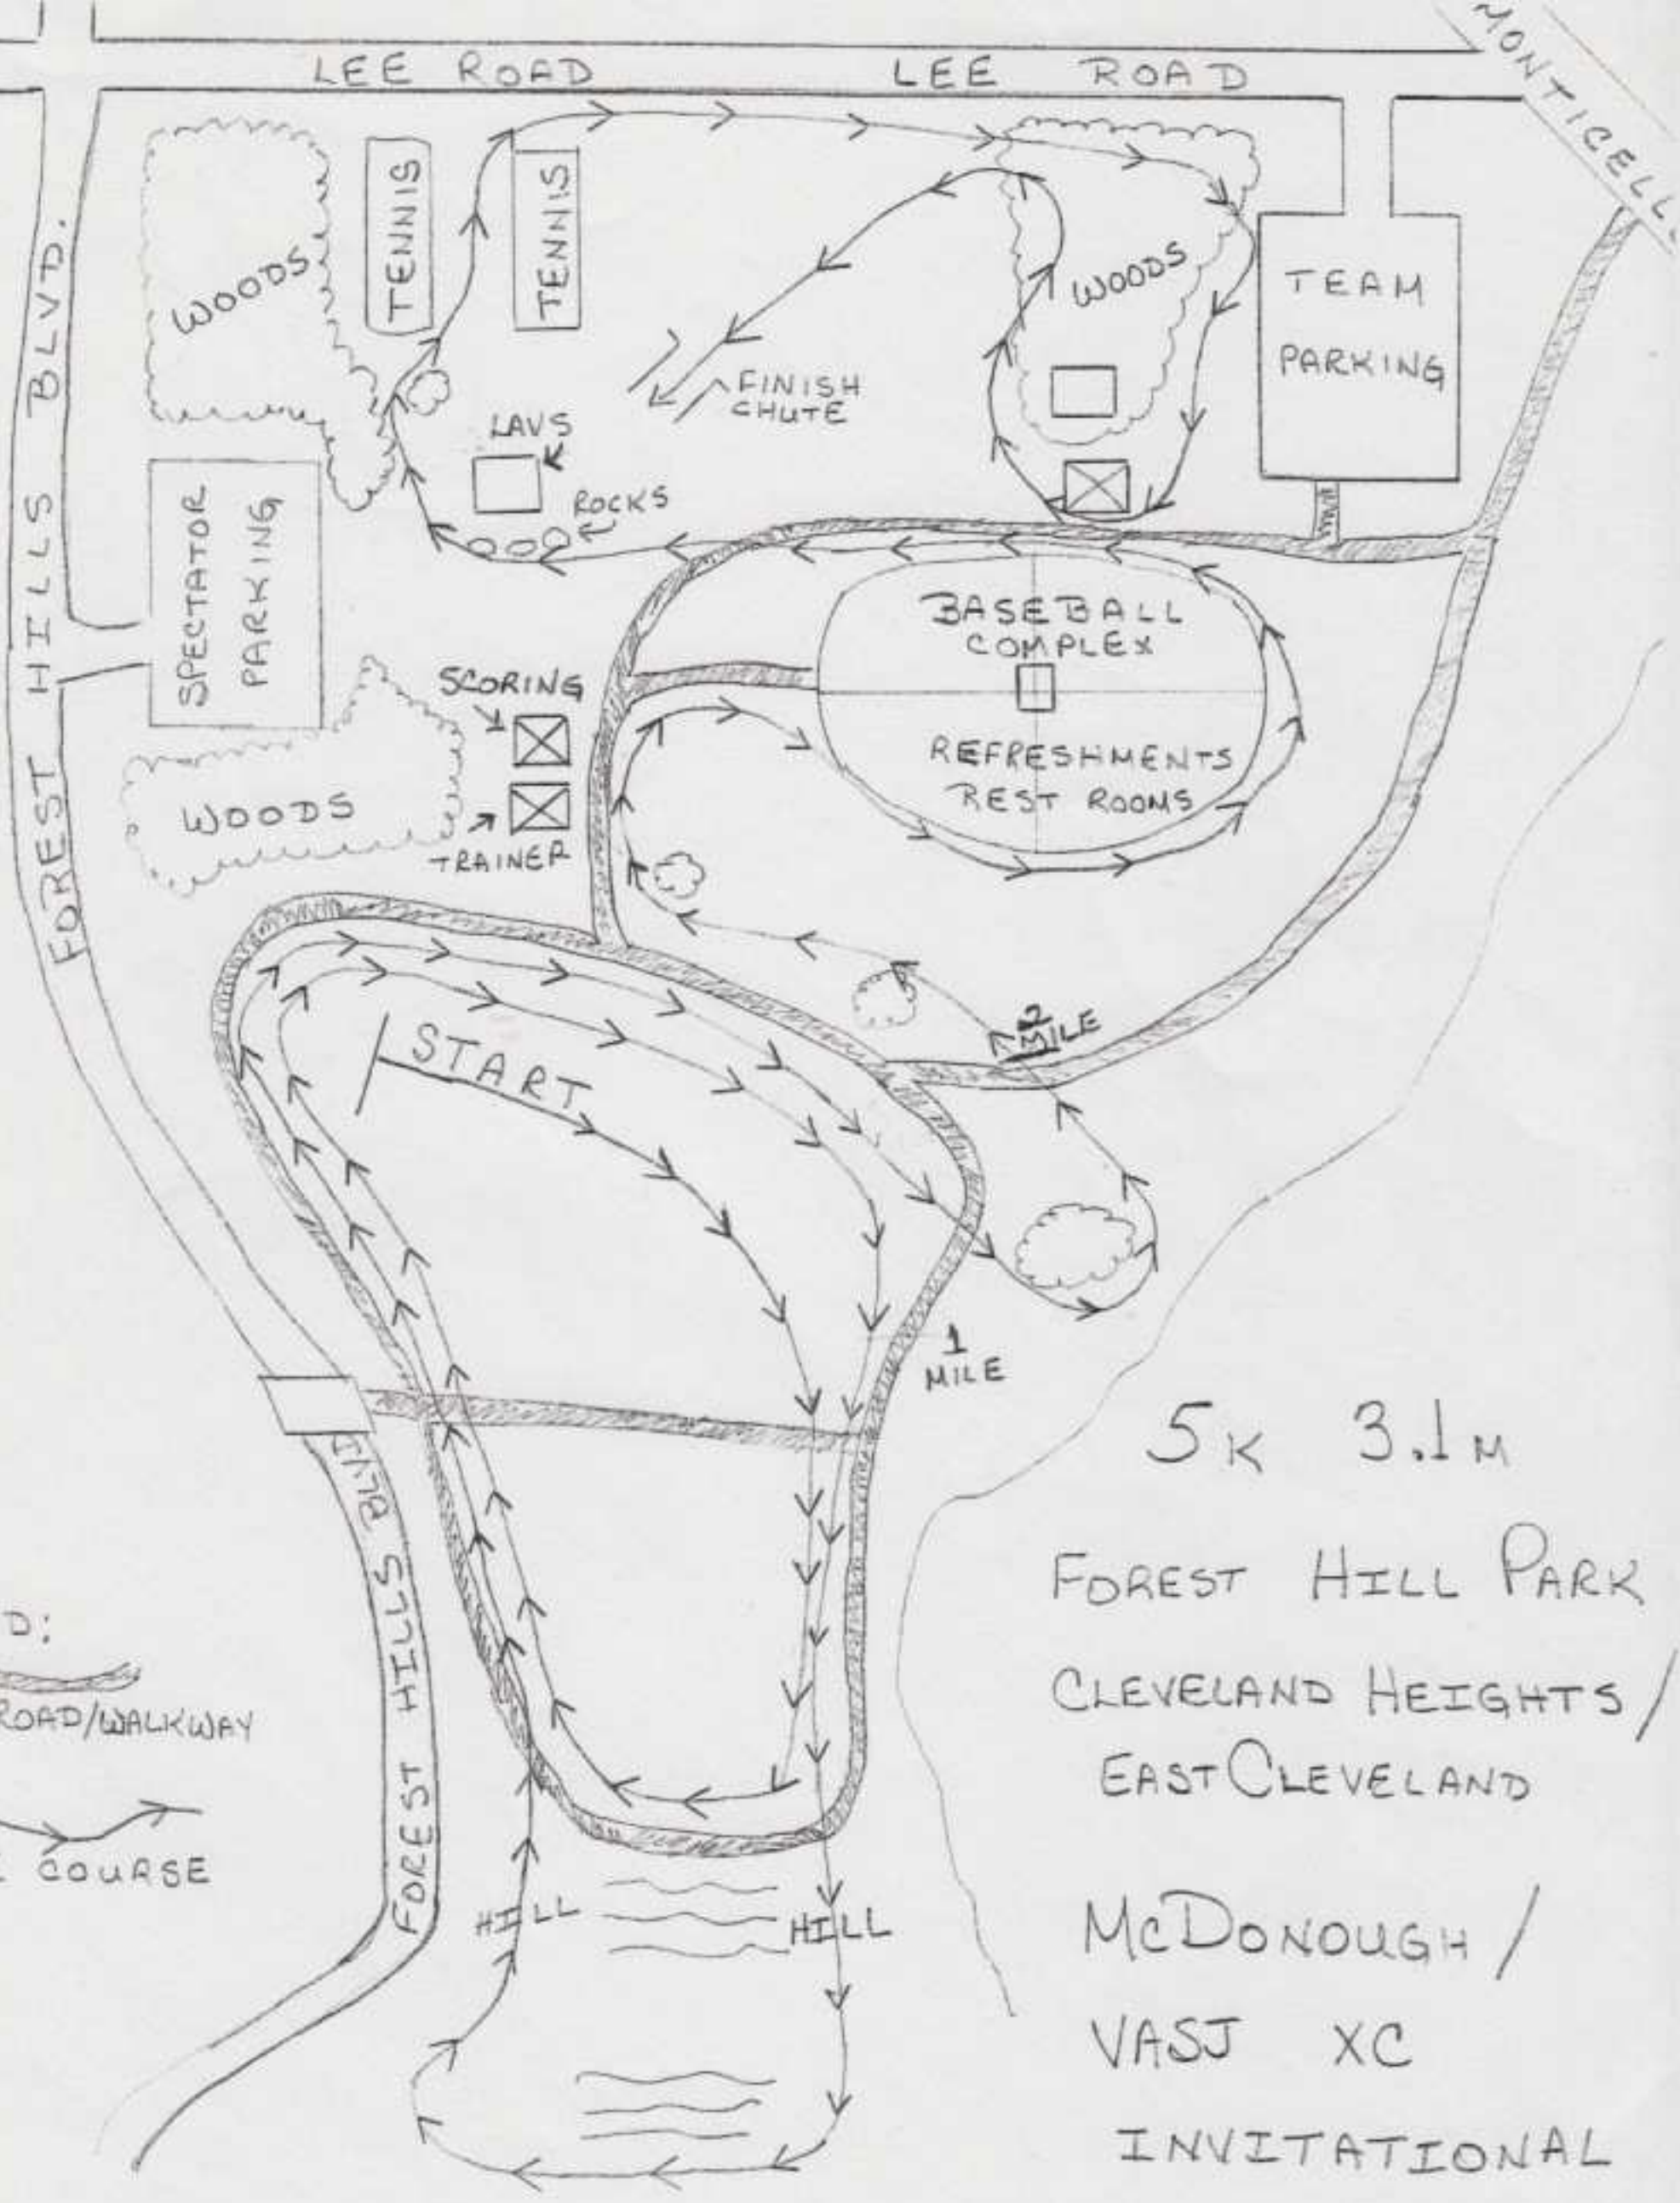 LEE ROAD
LEE ROAD
MONTICELL
FOREST HILLS BLVD.
WOODS
TENNIS
TENNIS
WOODS
TEAM
PARKING
FINISH
CHUTE
LAVS
ROCKS
SPECTATOR
PARKING
BASEBALL
COMPLEX
REFRESHMENTS
REST ROOMS
SCORING
WOODS
TRAINER
2
MILE
START
1
MILE
FOREST HILLS BLVD
5K 3.1M
FOREST HILL PARK
CLEVELAND HEIGHTS/
EAST CLEVELAND
McDONOUGH/
VASJ XC
INVITATIONAL
D:
ROAD/WALKWAY
COURSE
HILL
HILL